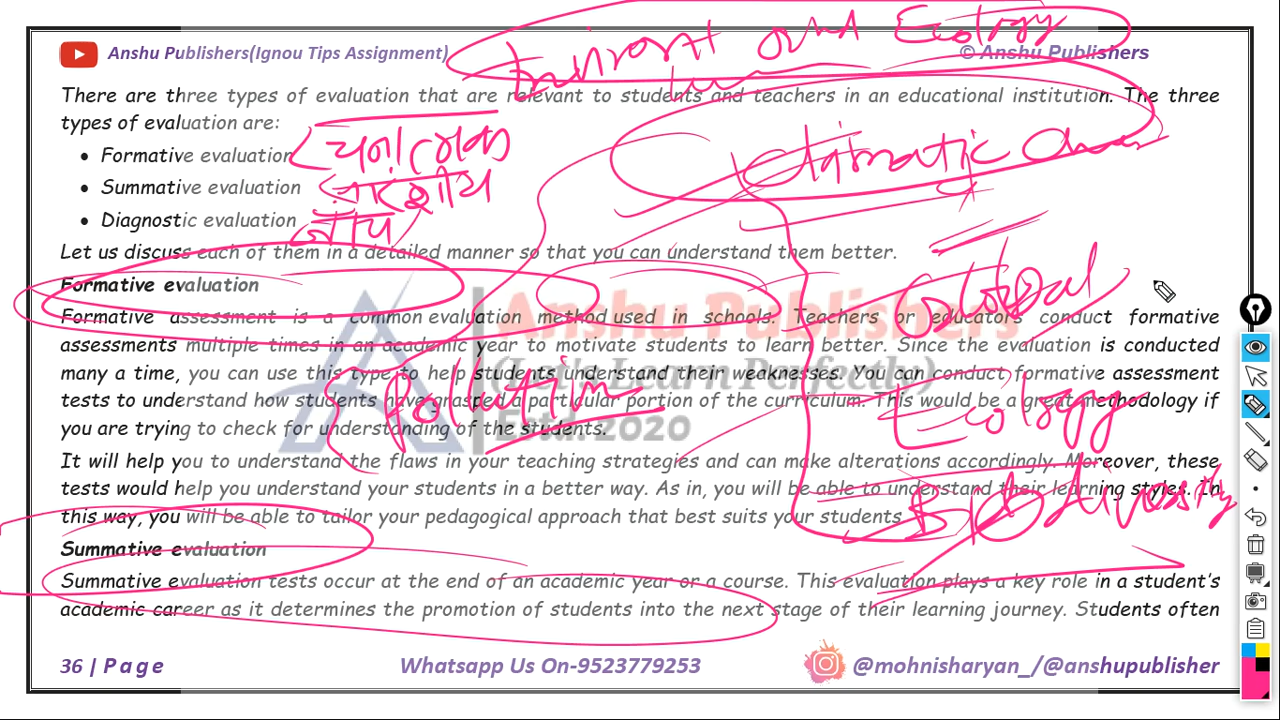 Anshu Publishers(Ignou Tips Assignment)
© Anshu Publishers
There are three types of evaluation that are relevant to students and teachers in an educational institution. The three
types of evaluation are:
• Formative evaluation
• Summative evaluation
• Diagnostic evaluation
Let us discuss each of them in a detailed manner so that you can understand them better.
Formative evaluation
Formative assessment is a common evaluation method used in schools. Teachers or educators conduct formative
assessments multiple times in an academic year to motivate students to learn better. Since the evaluation is conducted
many a time, you can use this type to help students understand their weaknesses. You can conduct formative assessment
tests to understand how students have grasped a particular portion of the curriculum. This would be a great methodology if
you are trying to check for understanding of the students.
It will help you to understand the flaws in your teaching strategies and can make alterations accordingly. Moreover, these
tests would help you understand your students in a better way. As in, you will be able to understand their learning styles. In
this way, you will be able to tailor your pedagogical approach that best suits your students
Summative evaluation
Summative evaluation tests occur at the end of an academic year or a course. This evaluation plays a key role in a student's
academic career as it determines the promotion of students into the next stage of their learning journey. Students often
36 | Page
Whatsapp Us On-9523779253
@mohnisharyan_/@anshupublisher
Anshu Publishers
(Let's Learn Perfectly)
Estd. 2020
and Ecology
Ecology